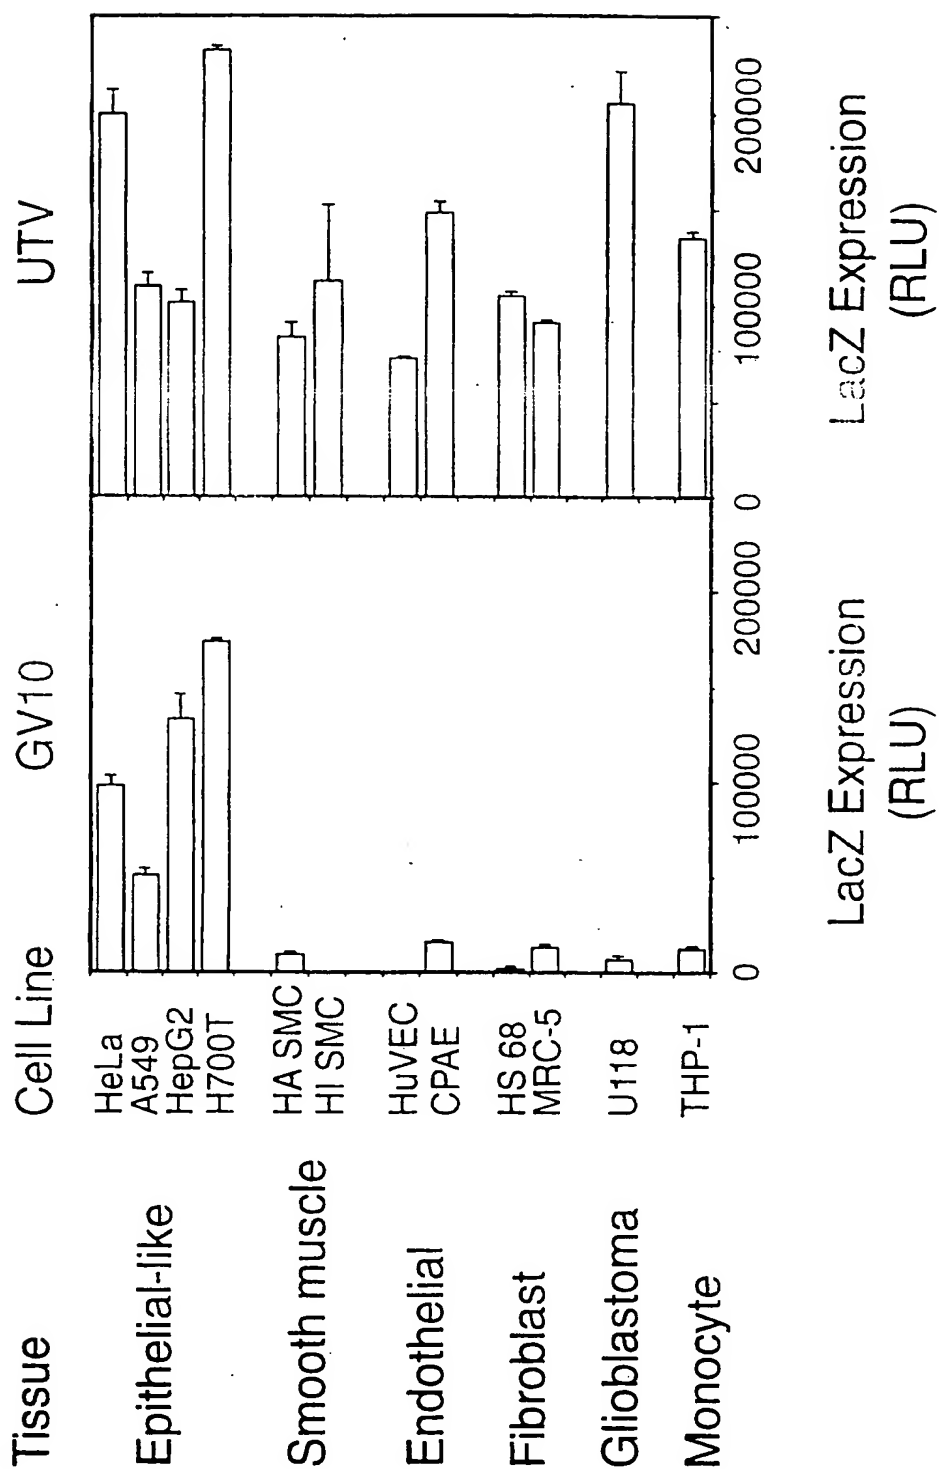 Tissue Cell Line GV10 UTV
Epithelial-like HeLa
A549
HepG2
H700T
Smooth muscle HA SMC
HI SMC
Endothelial HuVEC
CPAE
Fibroblast HS 68
MRC-5
Glioblastoma U118
Monocyte THP-1
0 100000 200000 0 100000 200000
LacZ Expression LacZ Expression
(RLU) (RLU)